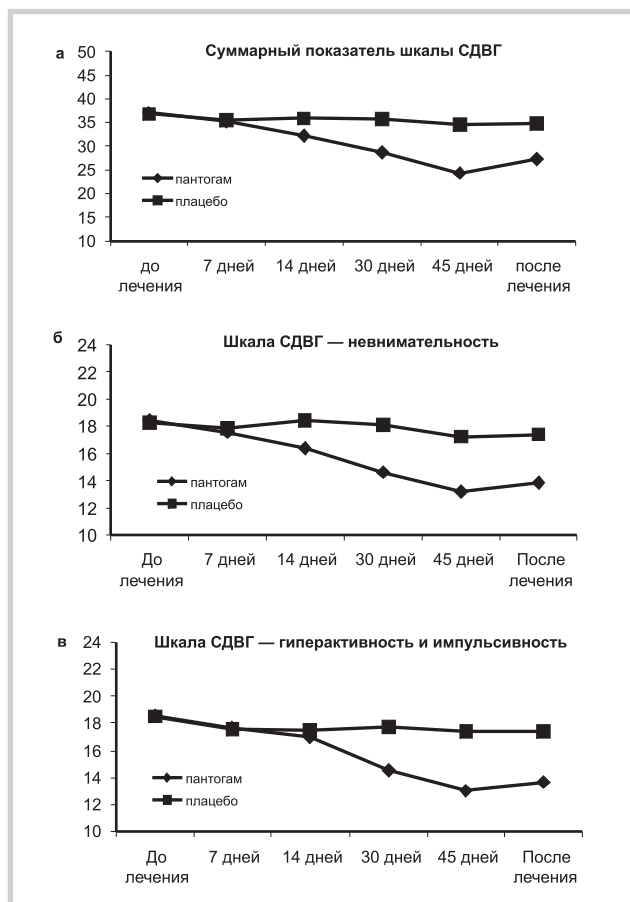 а
Суммарный показатель шкалы СДВГ
50
45
40
35
30
25
20
15
10
пантогам
плацебо
до лечения
7 дней
14 дней
30 дней
45 дней
после лечения
б
Шкала СДВГ — невнимательность
24
22
20
18
16
14
12
10
пантогам
плацебо
До лечения
7 дней
14 дней
30 дней
45 дней
После лечения
в
Шкала СДВГ — гиперактивность и импульсивность
24
22
20
18
16
14
12
10
пантогам
плацебо
До лечения
7 дней
14 дней
30 дней
45 дней
После лечения